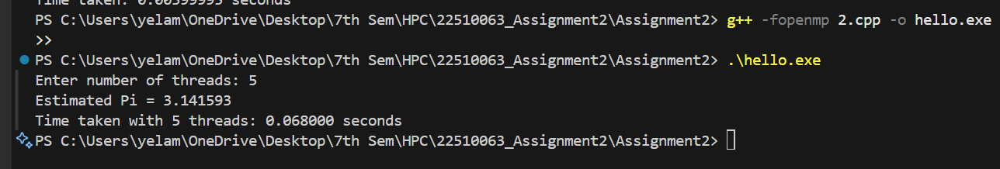 Time taken: 0.00399995 seconds
PS C:\Users\yelam\OneDrive\Desktop\7th Sem\HPC\22510063_Assignment2\Assignment2> g++ -fopenmp 2.cpp -o hello.exe
>>
PS C:\Users\yelam\OneDrive\Desktop\7th Sem\HPC\22510063_Assignment2\Assignment2> .\hello.exe
Enter number of threads: 5
Estimated Pi = 3.141593
Time taken with 5 threads: 0.068000 seconds
PS C:\Users\yelam\OneDrive\Desktop\7th Sem\HPC\22510063_Assignment2\Assignment2>